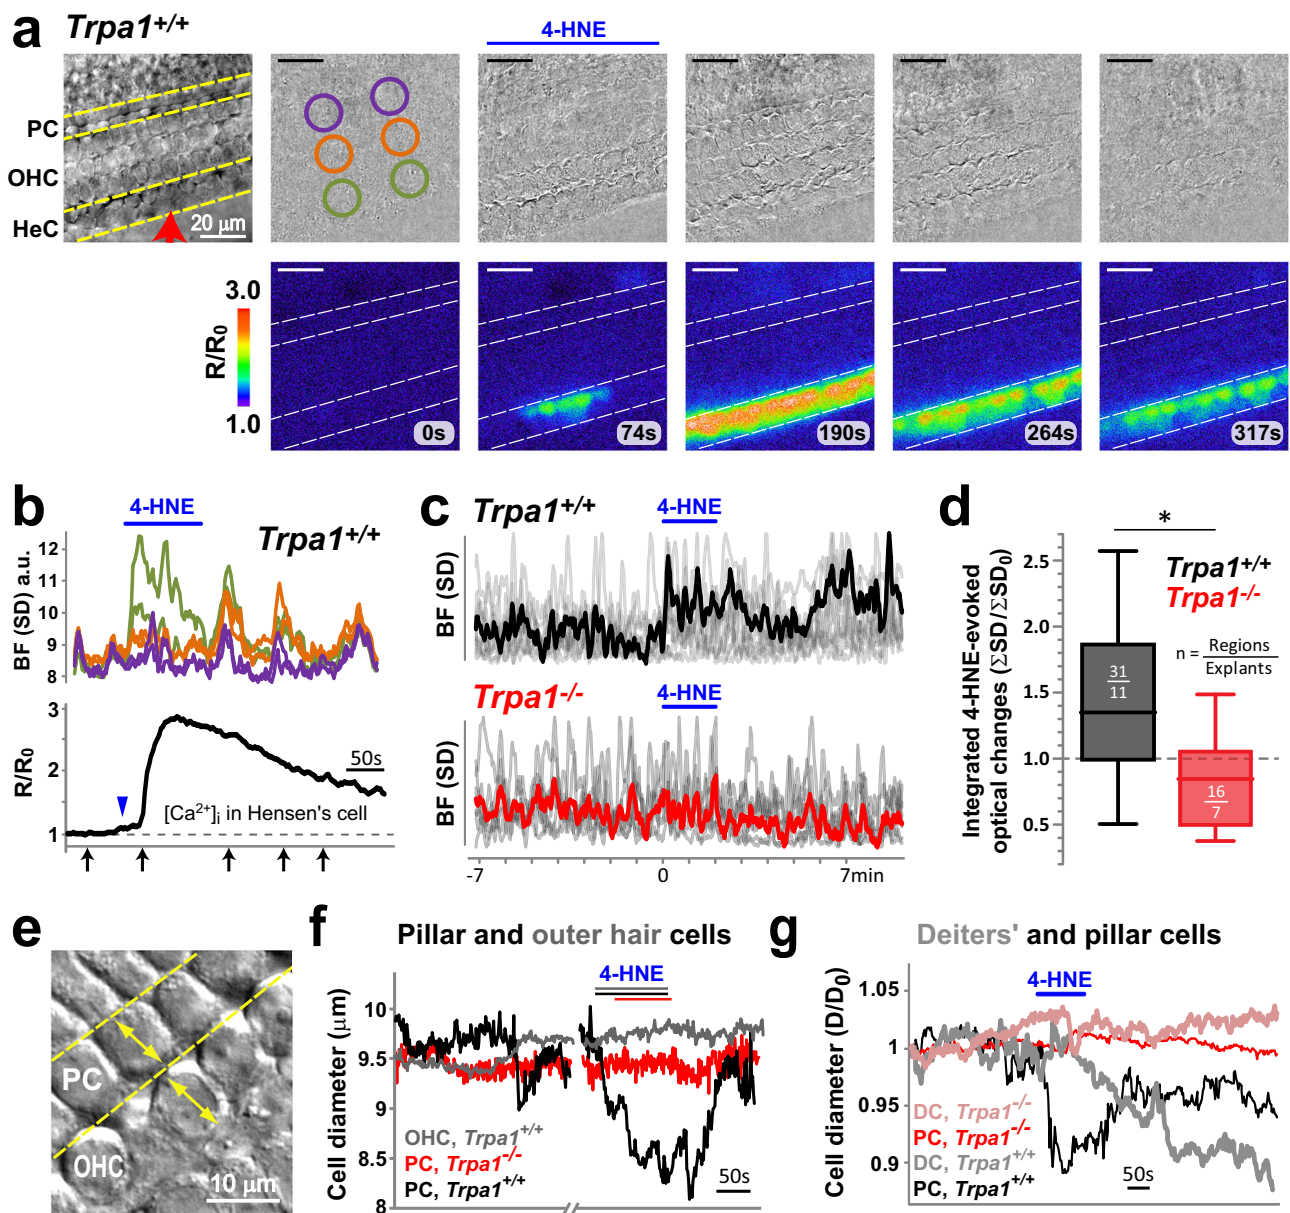 a
Trpa1+/+
4-HNE
PC
OHC
HeC
20 µm
3.0
R/R0
1.0
0s
74s
190s
264s
317s
b
4-HNE
Trpa1+/+
BF (SD) a.u.
12
11
10
9
8
3
R/R0
2
1
50s
[Ca2+]i in Hensen's cell
c
Trpa1+/+
4-HNE
BF (SD)
Trpa1-/-
4-HNE
BF (SD)
-7
0
7min
d
*
Integrated 4-HNE-evoked
optical changes (ΣSD/ΣSD0)
2.5
2.0
1.5
1.0
0.5
Trpa1+/+
Trpa1-/-
n = Regions
Explants
31
11
16
7
e
PC
OHC
10 µm
f
Pillar and outer hair cells
4-HNE
Cell diameter (µm)
10
9.5
9
8.5
8
OHC, Trpa1+/+
PC, Trpa1-/-
PC, Trpa1+/+
50s
g
Deiters' and pillar cells
4-HNE
Cell diameter (D/D0)
1.05
1
0.95
0.9
DC, Trpa1-/-
PC, Trpa1-/-
DC, Trpa1+/+
PC, Trpa1+/+
50s